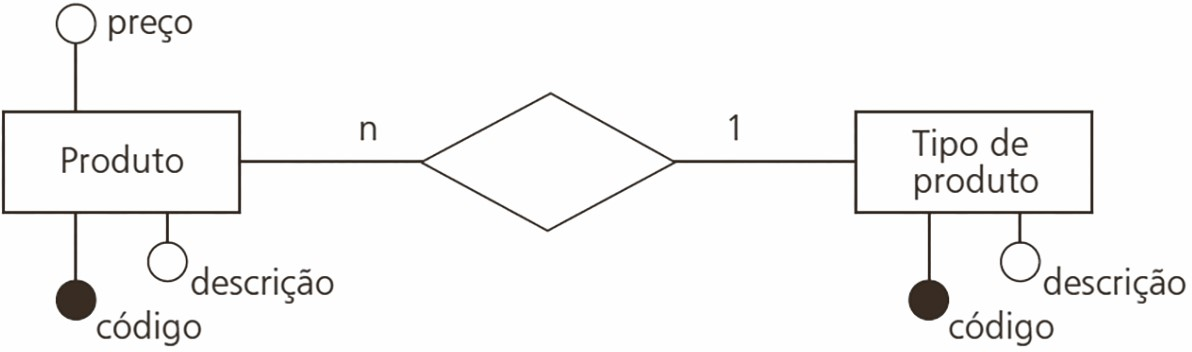 preço
n
1
Produto
Tipo de
produto
descrição
código
descrição
código